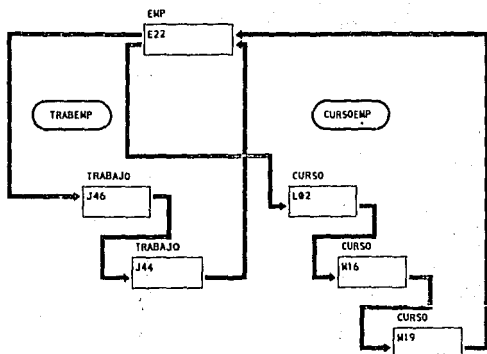 EMP
E22
TRABEMP
CURSOEMP
TRABAJO
J46
CURSO
L02
TRABAJO
J44
CURSO
M16
CURSO
M19